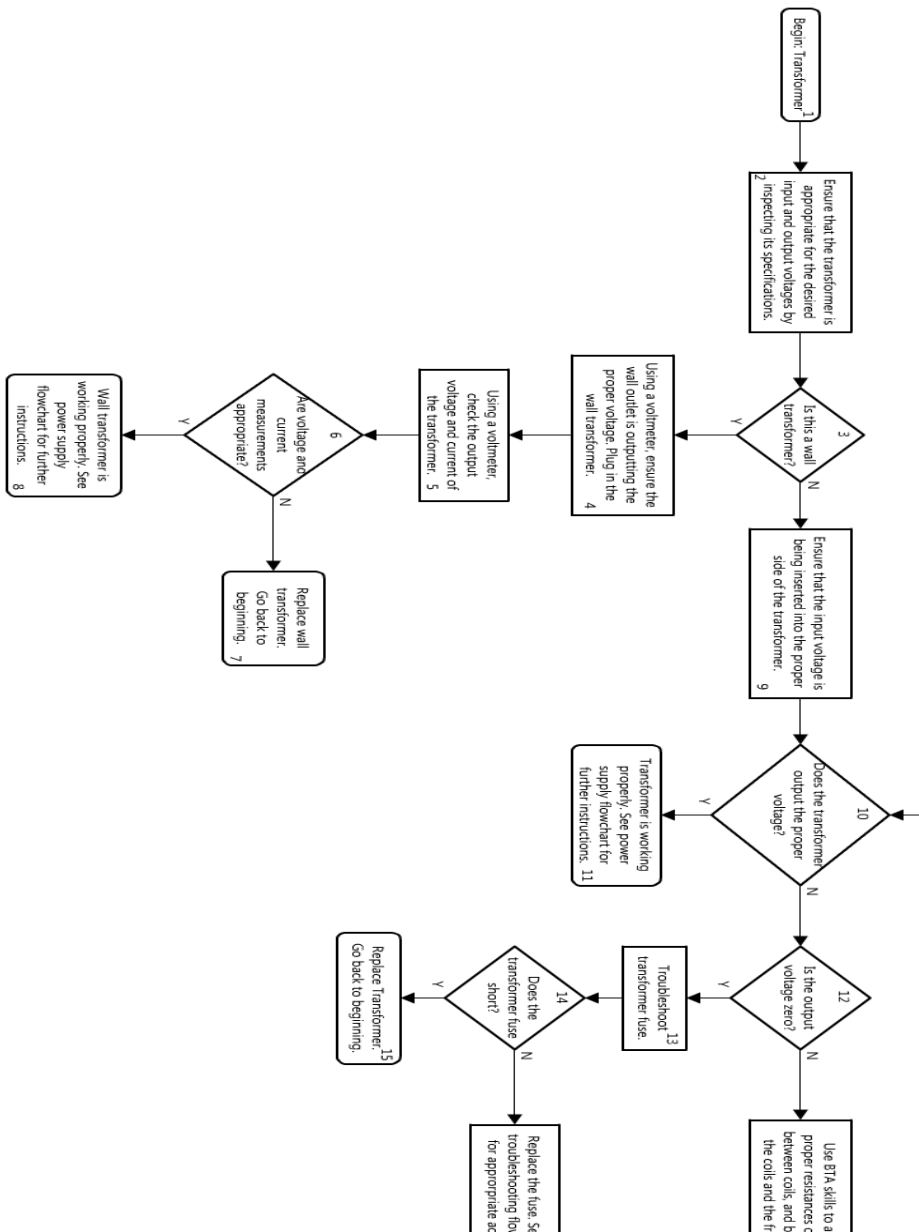 Begin: Transformer
1
Ensure that the transformer is
appropriate for the desired
input and output voltages by
inspecting its specifications.
2
3
Is this a wall
transformer?
Y
N
Using a voltmeter, ensure the
wall outlet is outputting the
proper voltage. Plug in the
wall transformer.
4
Using a voltmeter,
check the output
voltage and current of
the transformer.
5
6
Are voltage and
current
measurements
appropriate?
Y
N
Replace wall
transformer.
Go back to
beginning.
7
Wall transformer is
working properly. See
power supply
flowchart for further
instructions.
8
Ensure that the input voltage is
being inserted into the proper
side of the transformer.
9
10
Does the transformer
output the proper
voltage?
Y
N
Transformer is working
properly. See power
supply flowchart for
further instructions.
11
12
Is the output
voltage zero?
Y
N
Troubleshoot
transformer fuse.
13
14
Does the
transformer fuse
short?
Y
N
Replace Transformer.
Go back to beginning.
15
Replace the fuse.
troubleshooting
for approrpriate
Use BTA skills to
proper resistances
between coils, and
the coils and the